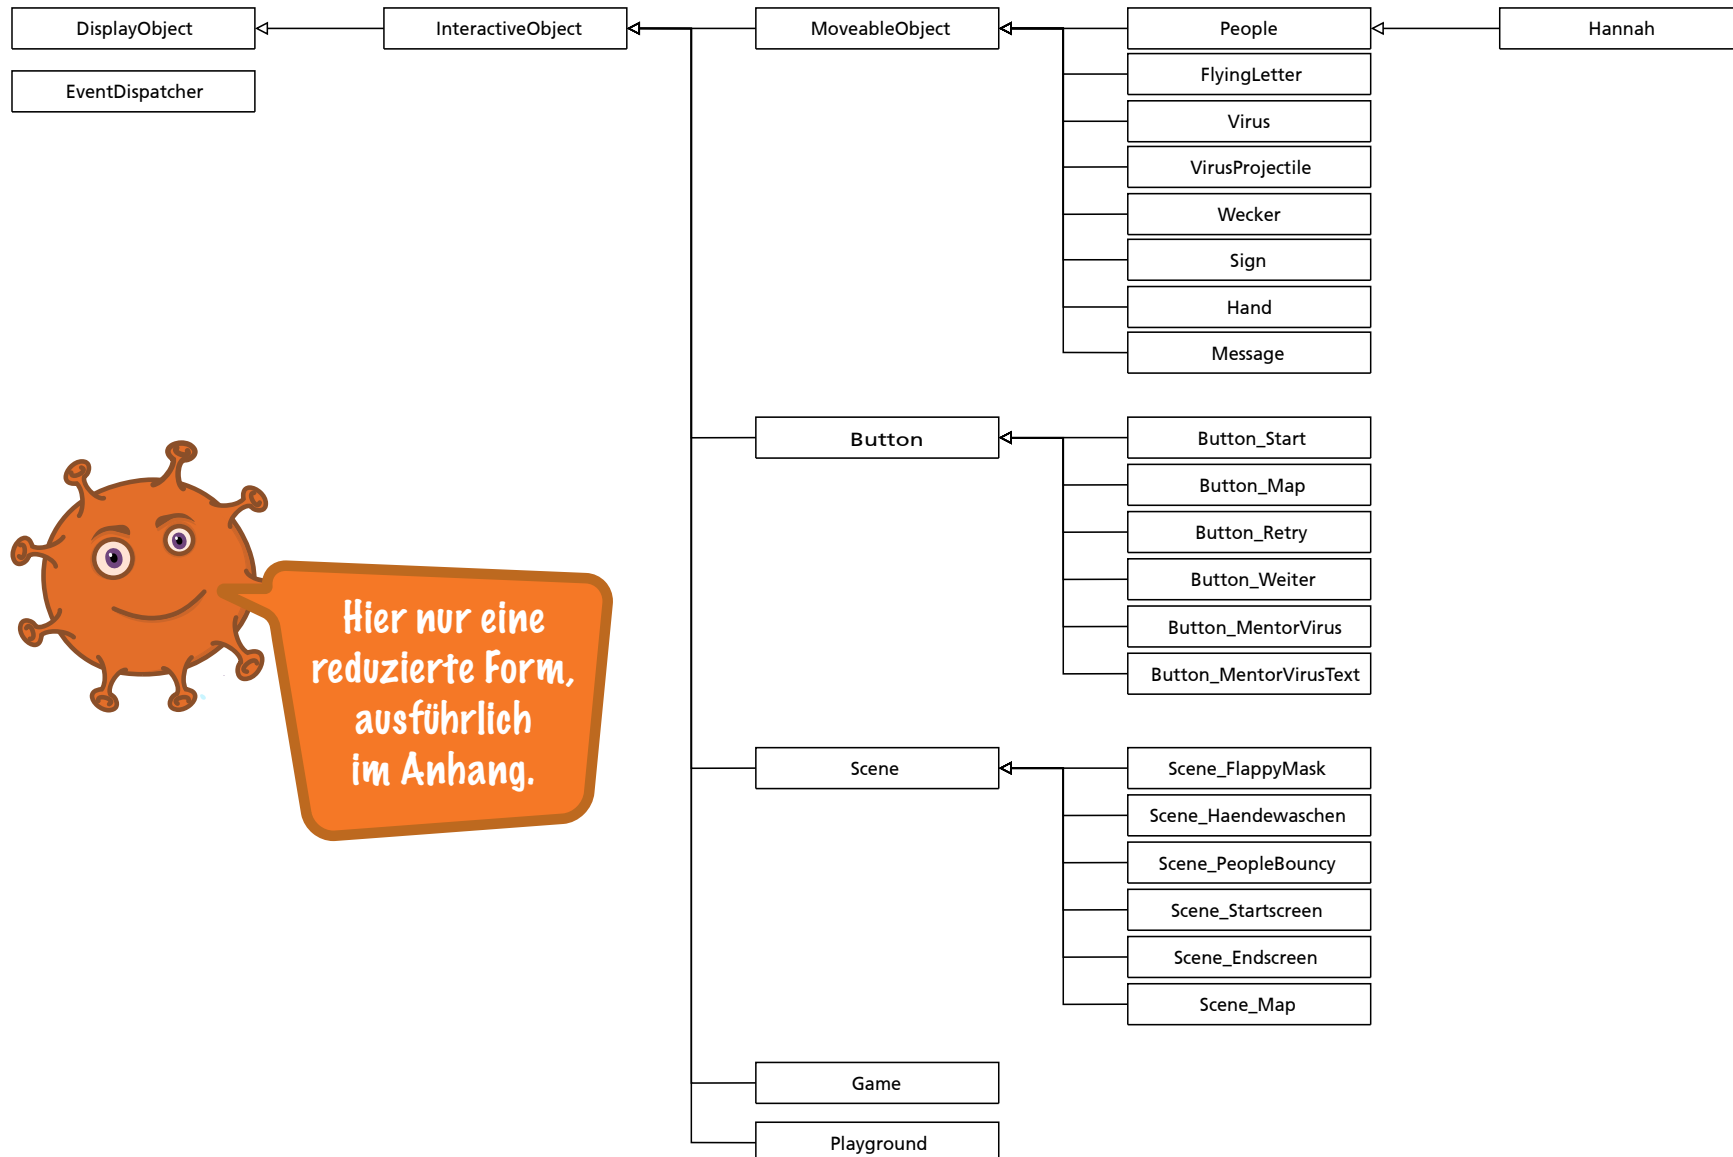 DisplayObject
InteractiveObject
MoveableObject
People
Hannah
EventDispatcher
FlyingLetter
Virus
VirusProjectile
Wecker
Sign
Hand
Message
Button
Button_Start
Button_Map
Button_Retry
Button_Weiter
Button_MentorVirus
Button_MentorVirusText
Hier nur eine
reduzierte Form,
ausführlich
im Anhang.
Scene
Scene_FlappyMask
Scene_Haendewaschen
Scene_PeopleBouncy
Scene_Startscreen
Scene_Endscreen
Scene_Map
Game
Playground